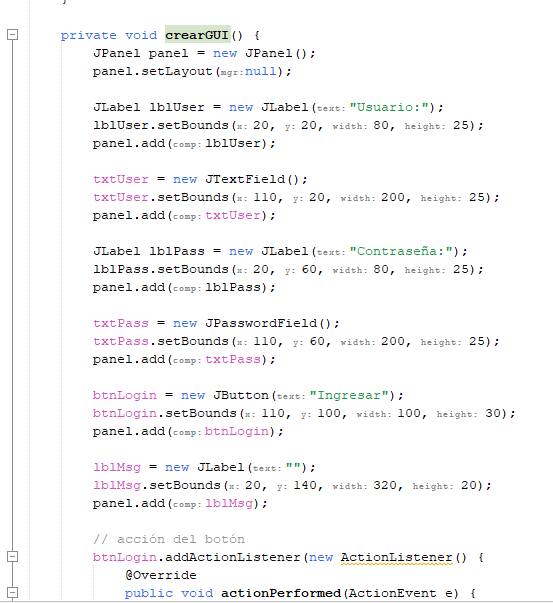 }
private void crearGUI() {
JPanel panel = new JPanel();
panel.setLayout(mgr:null);
JLabel lblUser = new JLabel(text:"Usuario:");
lblUser.setBounds(x:20, y:20, width:80, height:25);
panel.add(comp:lblUser);
txtUser = new JTextField();
txtUser.setBounds(x:110, y:20, width:200, height:25);
panel.add(comp:txtUser);
JLabel lblPass = new JLabel(text:"Contraseña:");
lblPass.setBounds(x:20, y:60, width:80, height:25);
panel.add(comp:lblPass);
txtPass = new JPasswordField();
txtPass.setBounds(x:110, y:60, width:200, height:25);
panel.add(comp:txtPass);
btnLogin = new JButton(text:"Ingresar");
btnLogin.setBounds(x:110, y:100, width:100, height:30);
panel.add(comp:btnLogin);
lblMsg = new JLabel(text:"");
lblMsg.setBounds(x:20, y:140, width:320, height:20);
panel.add(comp:lblMsg);
// acción del botón
btnLogin.addActionListener(new ActionListener() {
@Override
public void actionPerformed(ActionEvent e) {